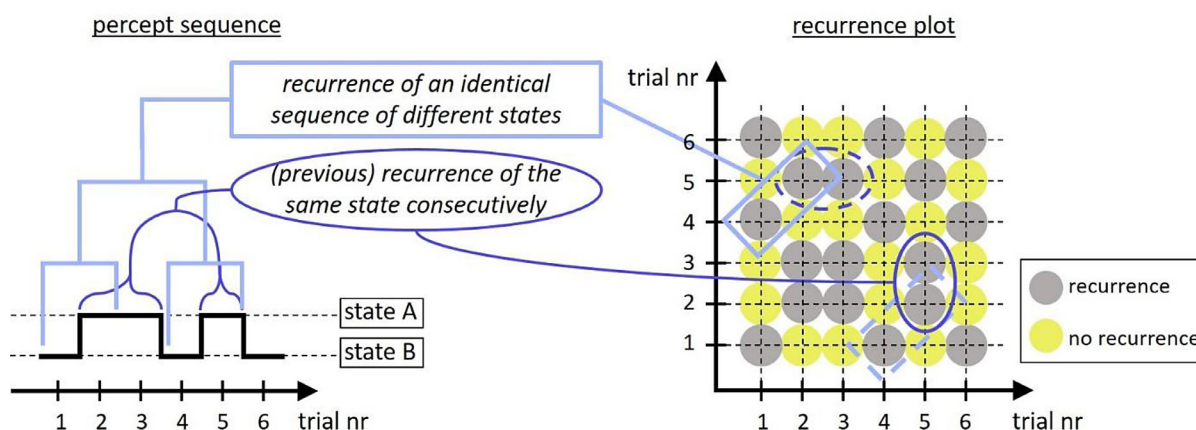 percept sequence
recurrence plot
recurrence of an identical
sequence of different states
(previous) recurrence of the
same state consecutively
state A
state B
1 2 3 4 5 6 trial nr
trial nr
6
5
4
3
2
1
1 2 3 4 5 6 trial nr
recurrence
no recurrence